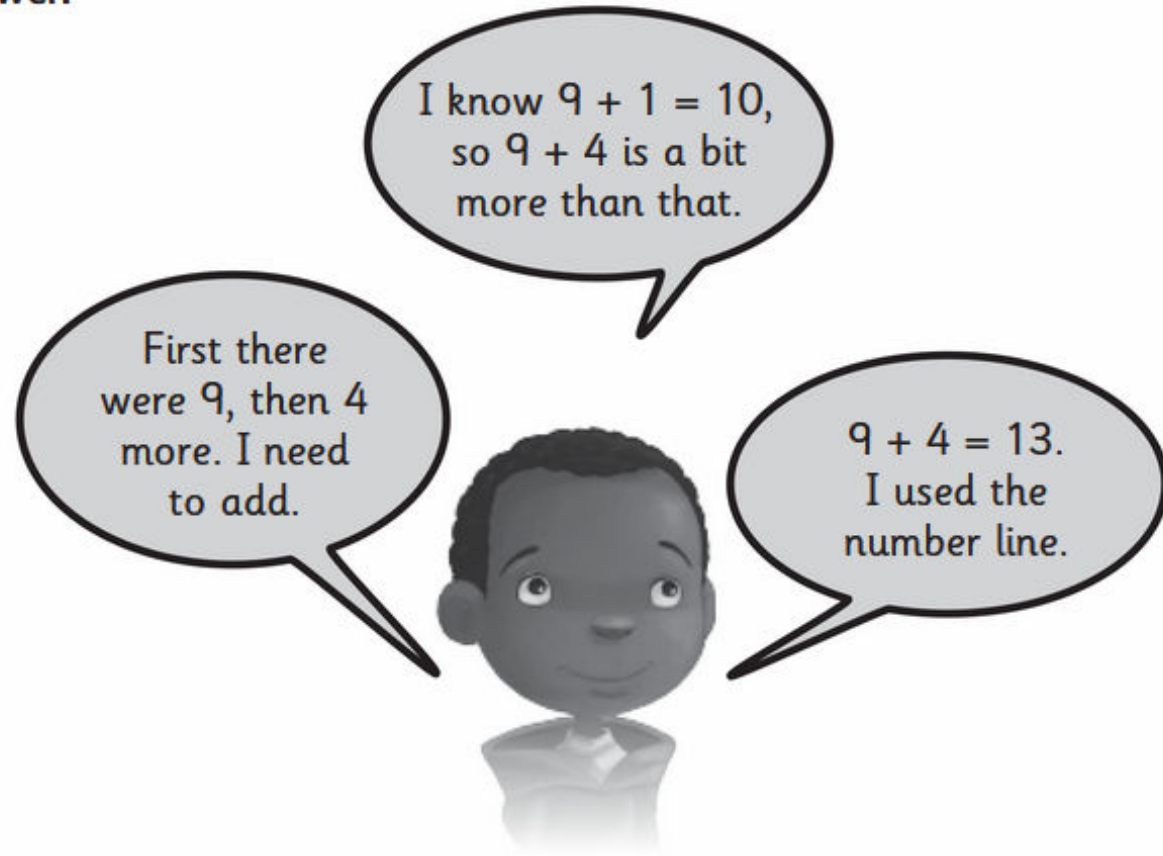 I know 9 + 1 = 10,
so 9 + 4 is a bit
more than that.
First there
were 9, then 4
more. I need
to add.
9 + 4 = 13.
I used the
number line.